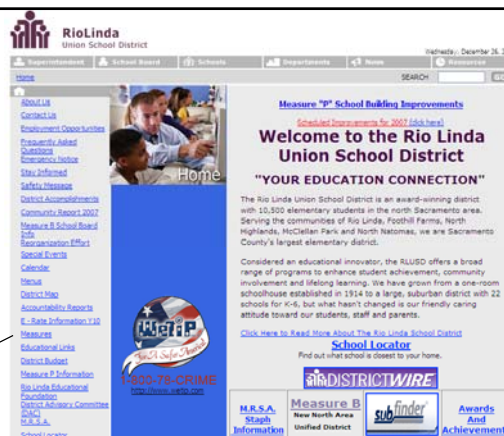 RioLinda
Union School District
Wednesday, December 26, 2
Superintendent School Board Schools Departments News Resources
Home
SEARCH GO
About Us
Contact Us
Employment Opportunities
Frequently Asked
Questions
Emergency Notice
Stay Informed
Safety Message
District Accomplishments
Community Report 2007
Measure B School Board
Info
Reorganization Effort
Special Events
Calendar
Menus
District Map
Accountability Reports
E - Rate Information Y10
Measures
Educational Links
District Budget
Measure P Information
Rio Linda Educational
Foundation
District Advisory Committee
(DAC)
M.R.S.A.
School Locator
Home
WeTiP
For A Safer America
1-800-78-CRIME
http://www.wetip.com
Measure "P" School Building Improvements
Scheduled Improvements for 2007 (click here)
Welcome to the Rio Linda
Union School District
"YOUR EDUCATION CONNECTION"
The Rio Linda Union School District is an award-winning district
with 10,500 elementary students in the north Sacramento area.
Serving the communities of Rio Linda, Foothill Farms, North
Highlands, McClellan Park and North Natomas, we are Sacramento
County's largest elementary district.
Considered an educational innovator, the RLUSD offers a broad
range of programs to enhance student achievement, community
involvement and lifelong learning. We have grown from a one-room
schoolhouse established in 1914 to a large, suburban district with 22
schools for K-6, but what hasn't changed is our friendly caring
attitude toward our students, staff and parents.
Click Here to Read More About The Rio Linda School District
School Locator
Find out what school is closest to your home.
DISTRICTWIRE
M.R.S.A.
Staph
Information
Measure B
New North Area
Unified District
subfinder
Awards
And
Achievement